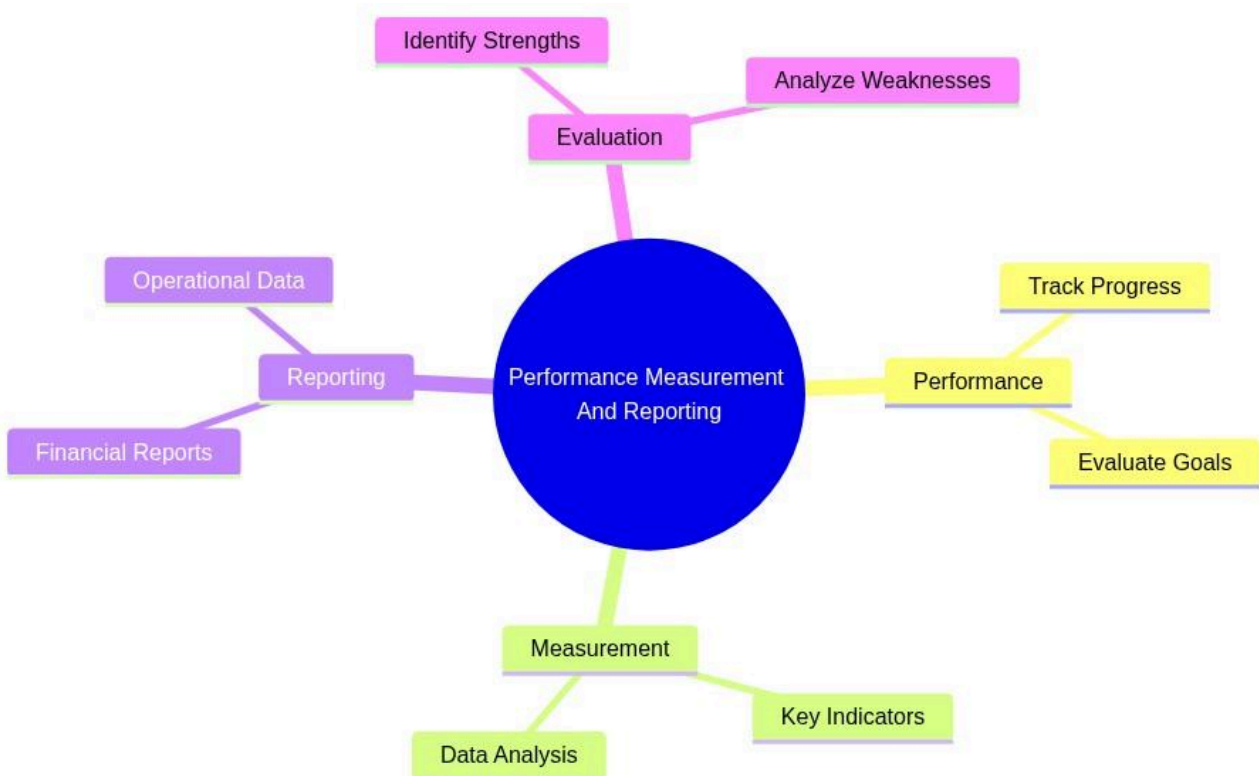 Identify Strengths
Analyze Weaknesses
Evaluation
Operational Data
Reporting
Financial Reports
Performance Measurement
And Reporting
Track Progress
Performance
Evaluate Goals
Measurement
Key Indicators
Data Analysis